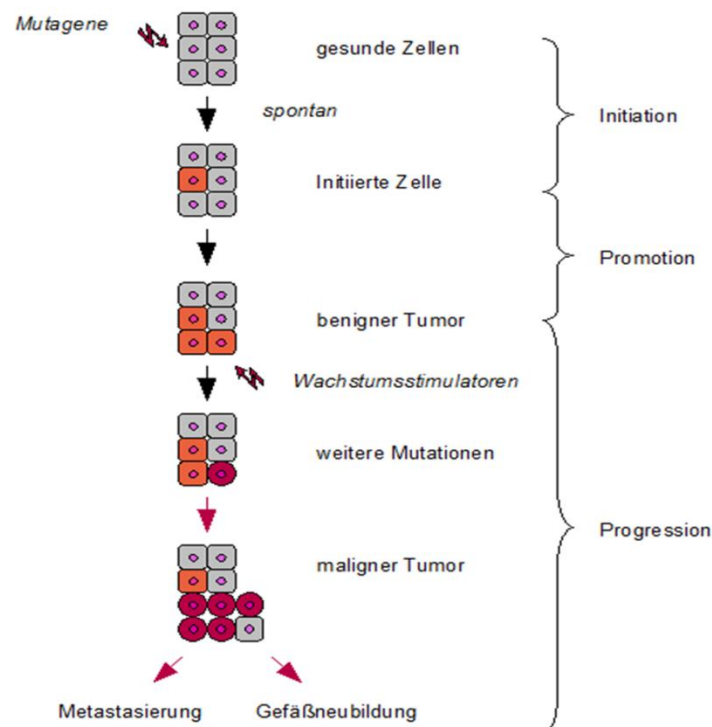 Mutagene
gesunde Zellen
spontan
Initiation
Initiierte Zelle
Promotion
benigner Tumor
Wachstumsstimulatoren
weitere Mutationen
Progression
maligner Tumor
Metastasierung
Gefäßneubildung